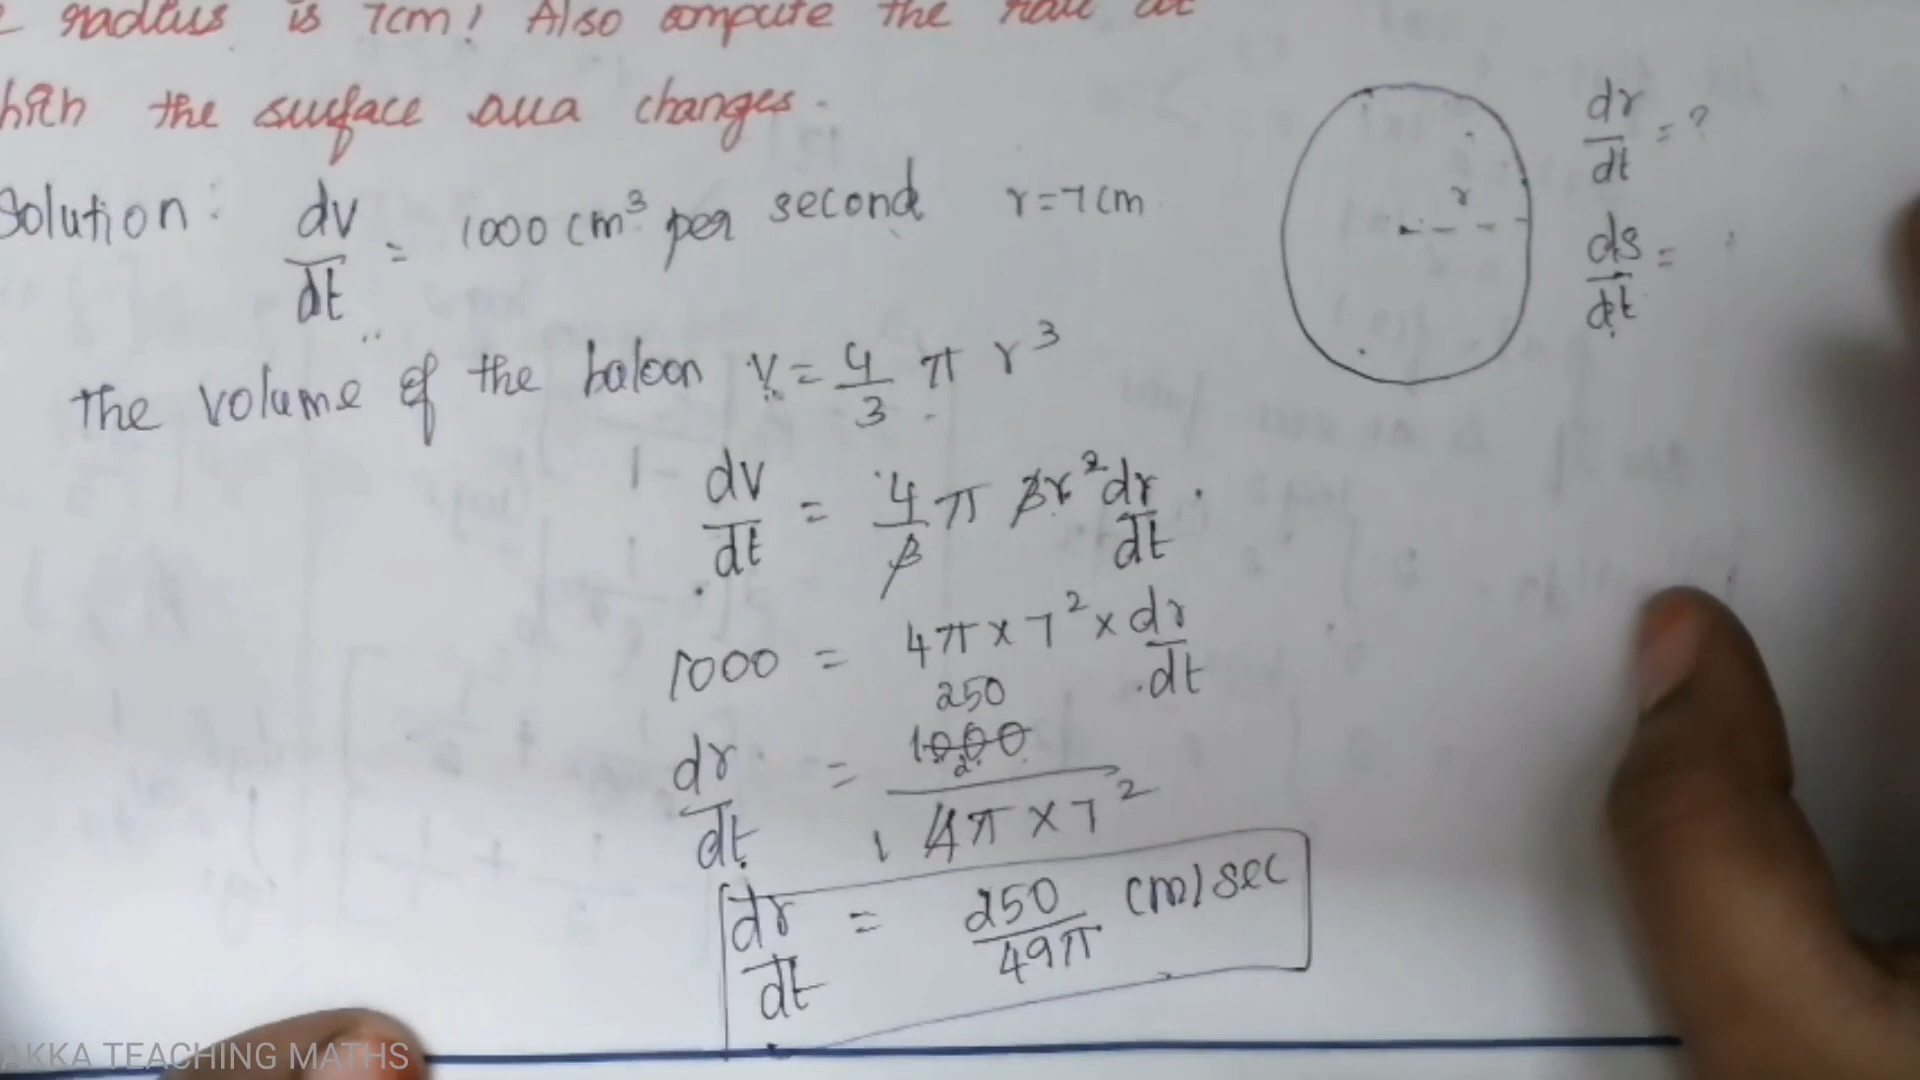 radius is 7cm! Also compute the rate at
the surface area changes.
Solution: dv/dt = 1000 cm³ per second r=7cm
dr/dt = ?
ds/dt =
r
The volume of the baloon V = 4/3 π r³
dv/dt = 4/3 π 3r² dr/dt
1000 = 4π × 7² × dr/dt
250
dr/dt = 1000/4π × 7²
dr/dt = 250/49π cm/sec
AKKA TEACHING MATHS